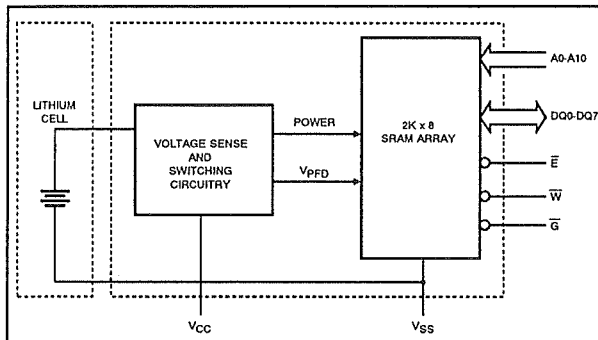 LITHIUM
CELL
VOLTAGE SENSE
AND
SWITCHING
CIRCUITRY
POWER
VPFD
2K x 8
SRAM ARRAY
A0-A10
DQ0-DQ7
E̅
W̅
G̅
VCC
VSS